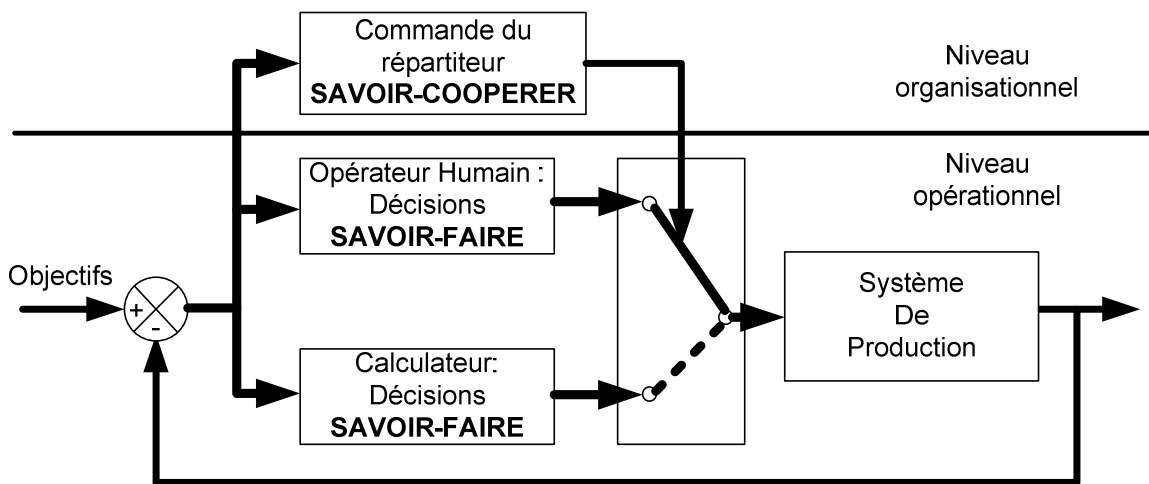 Commande du
répartiteur
SAVOIR-COOPERER
Niveau
organisationnel
Niveau
opérationnel
Opérateur Humain :
Décisions
SAVOIR-FAIRE
Objectifs
+
-
Système
De
Production
Calculateur:
Décisions
SAVOIR-FAIRE